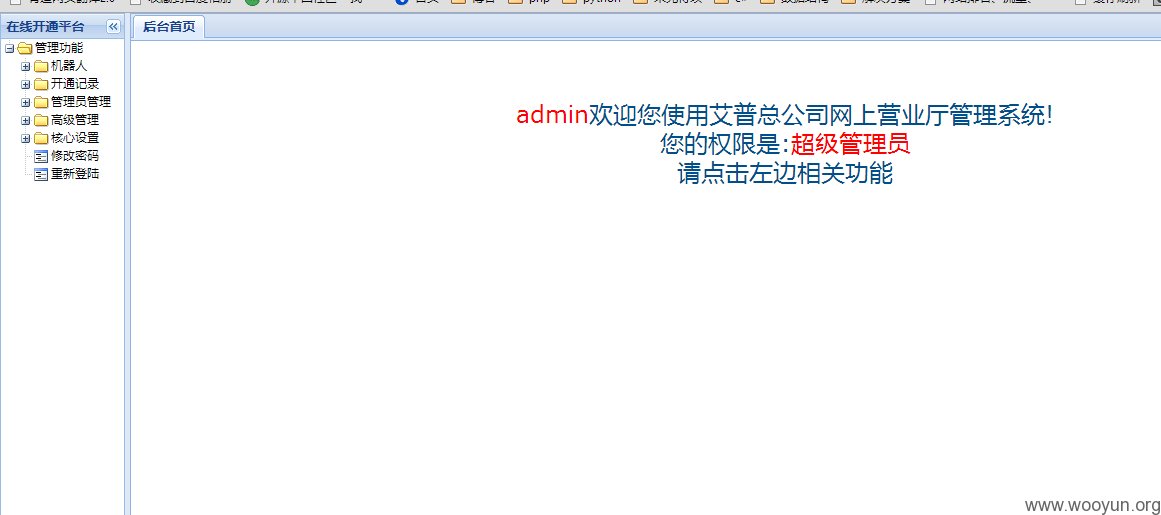 php
python
在线开通平台
后台首页
管理功能
机器人
开通记录
管理员管理
高级管理
核心设置
修改密码
重新登陆
admin欢迎您使用艾普总公司网上营业厅管理系统!
您的权限是:超级管理员
请点击左边相关功能
www.wooyun.org